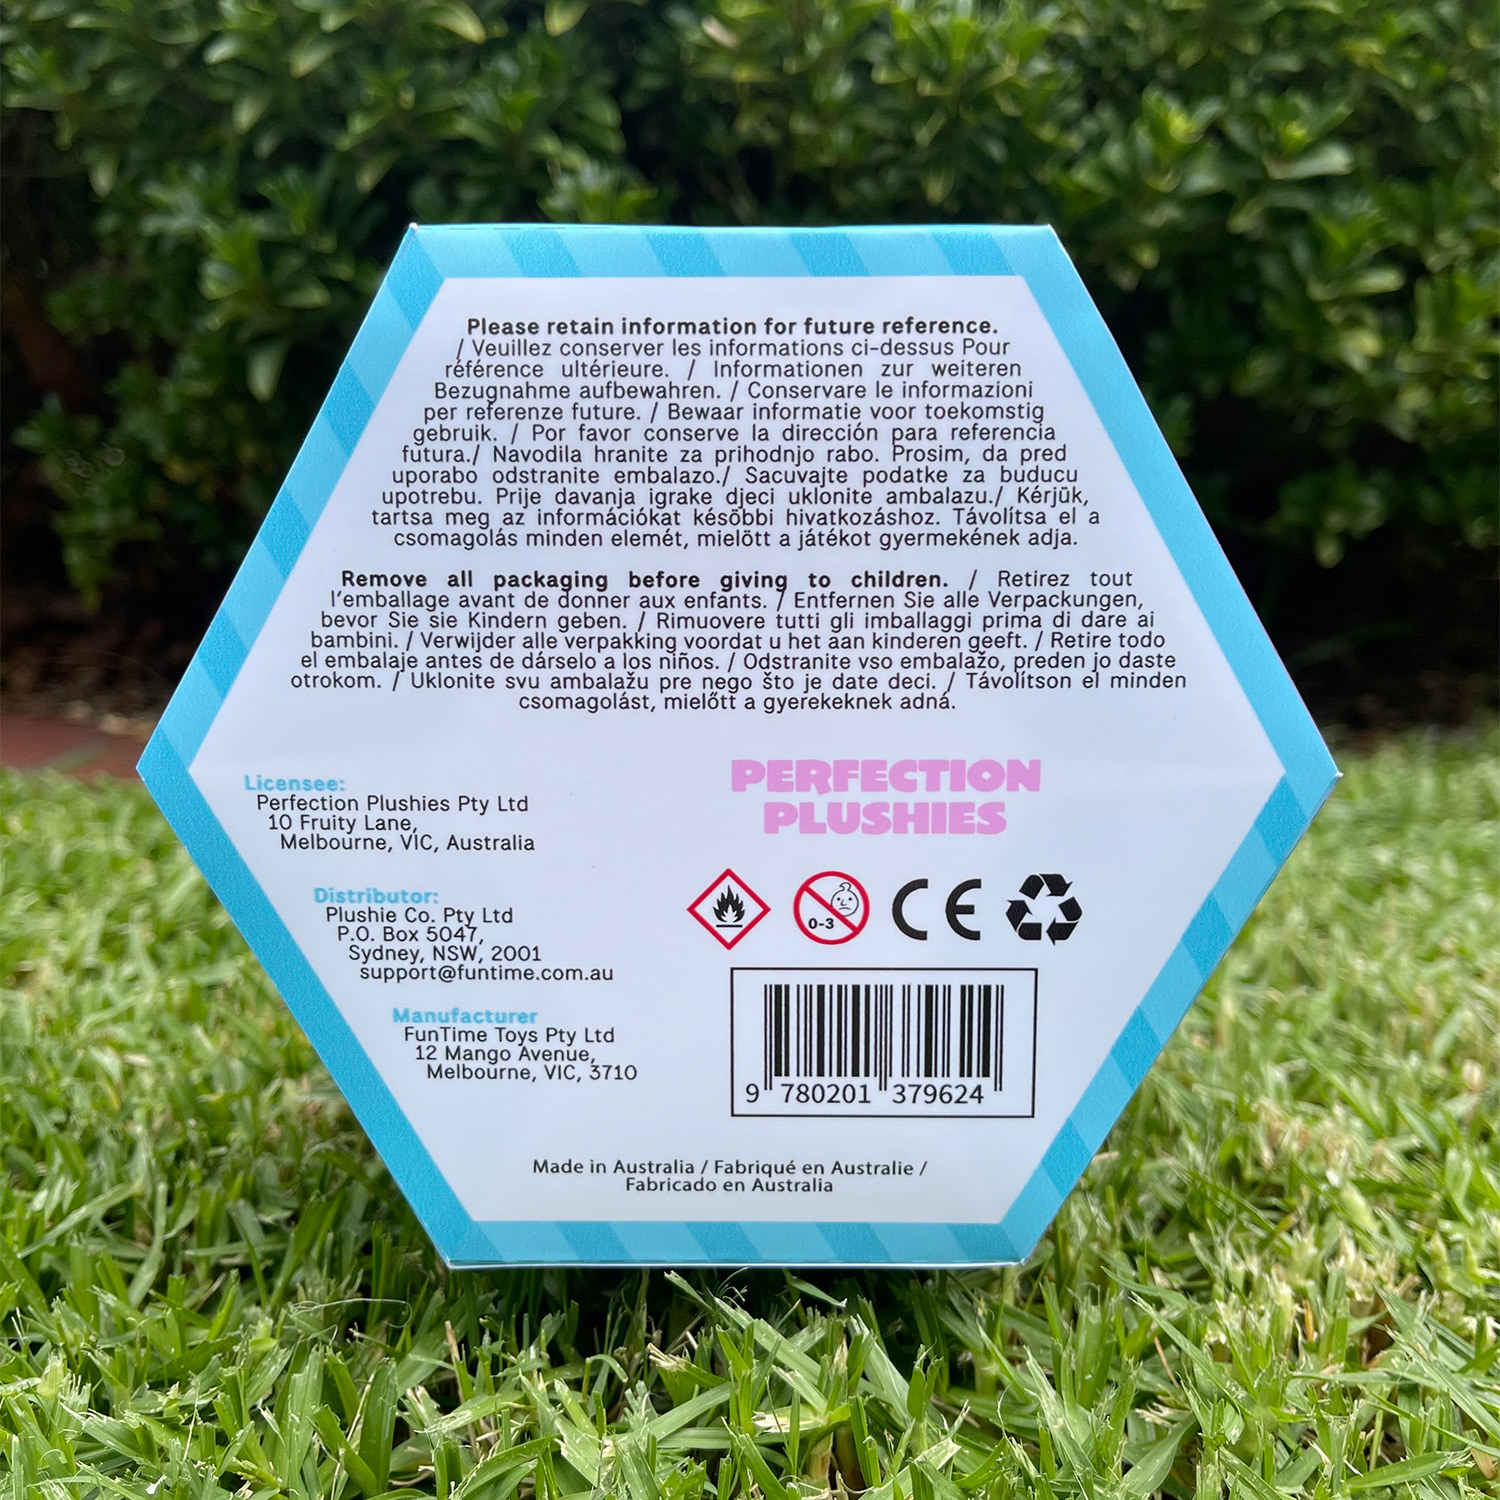 Please retain information for future reference.
/ Veuillez conserver les informations ci-dessus Pour
référence ultérieure. / Informationen zur weiteren
Bezugnahme aufbewahren. / Conservare le informazioni
per referenze future. / Bewaar informatie voor toekomstig
gebruik. / Por favor conserve la dirección para referencia
futura./ Navodila hranite za prihodnjo rabo. Prosim, da pred
uporabo odstranite embalazo./ Sacuvajte podatke za buducu
upotrebu. Prije davanja igrake djeci uklonite ambalazu./ Kérjük,
tartsa meg az információkat késöbbi hivatkozáshoz. Távolítsa el a
csomagolás minden elemét, mielött a játékot gyermekének adja.
Remove all packaging before giving to children. / Retirez tout
l'emballage avant de donner aux enfants. / Entfernen Sie alle Verpackungen,
bevor Sie sie Kindern geben. / Rimuovere tutti gli imballaggi prima di dare ai
bambini. / Verwijder alle verpakking voordat u het aan kinderen geeft. / Retire todo
el embalaje antes de dárselo a los niños. / Odstranite vso embalažo, preden jo daste
otrokom. / Uklonite svu ambalažu pre nego što je date deci. / Távolítson el minden
csomagolást, mielőtt a gyerekeknek adná.
Licensee:
Perfection Plushies Pty Ltd
10 Fruity Lane,
Melbourne, VIC, Australia
Distributor:
Plushie Co. Pty Ltd
P.O. Box 5047,
Sydney, NSW, 2001
support@funtime.com.au
Manufacturer
FunTime Toys Pty Ltd
12 Mango Avenue,
Melbourne, VIC, 3710
PERFECTION
PLUSHIES
0-3
CE
9 780201 379624
Made in Australia / Fabriqué en Australie /
Fabricado en Australia